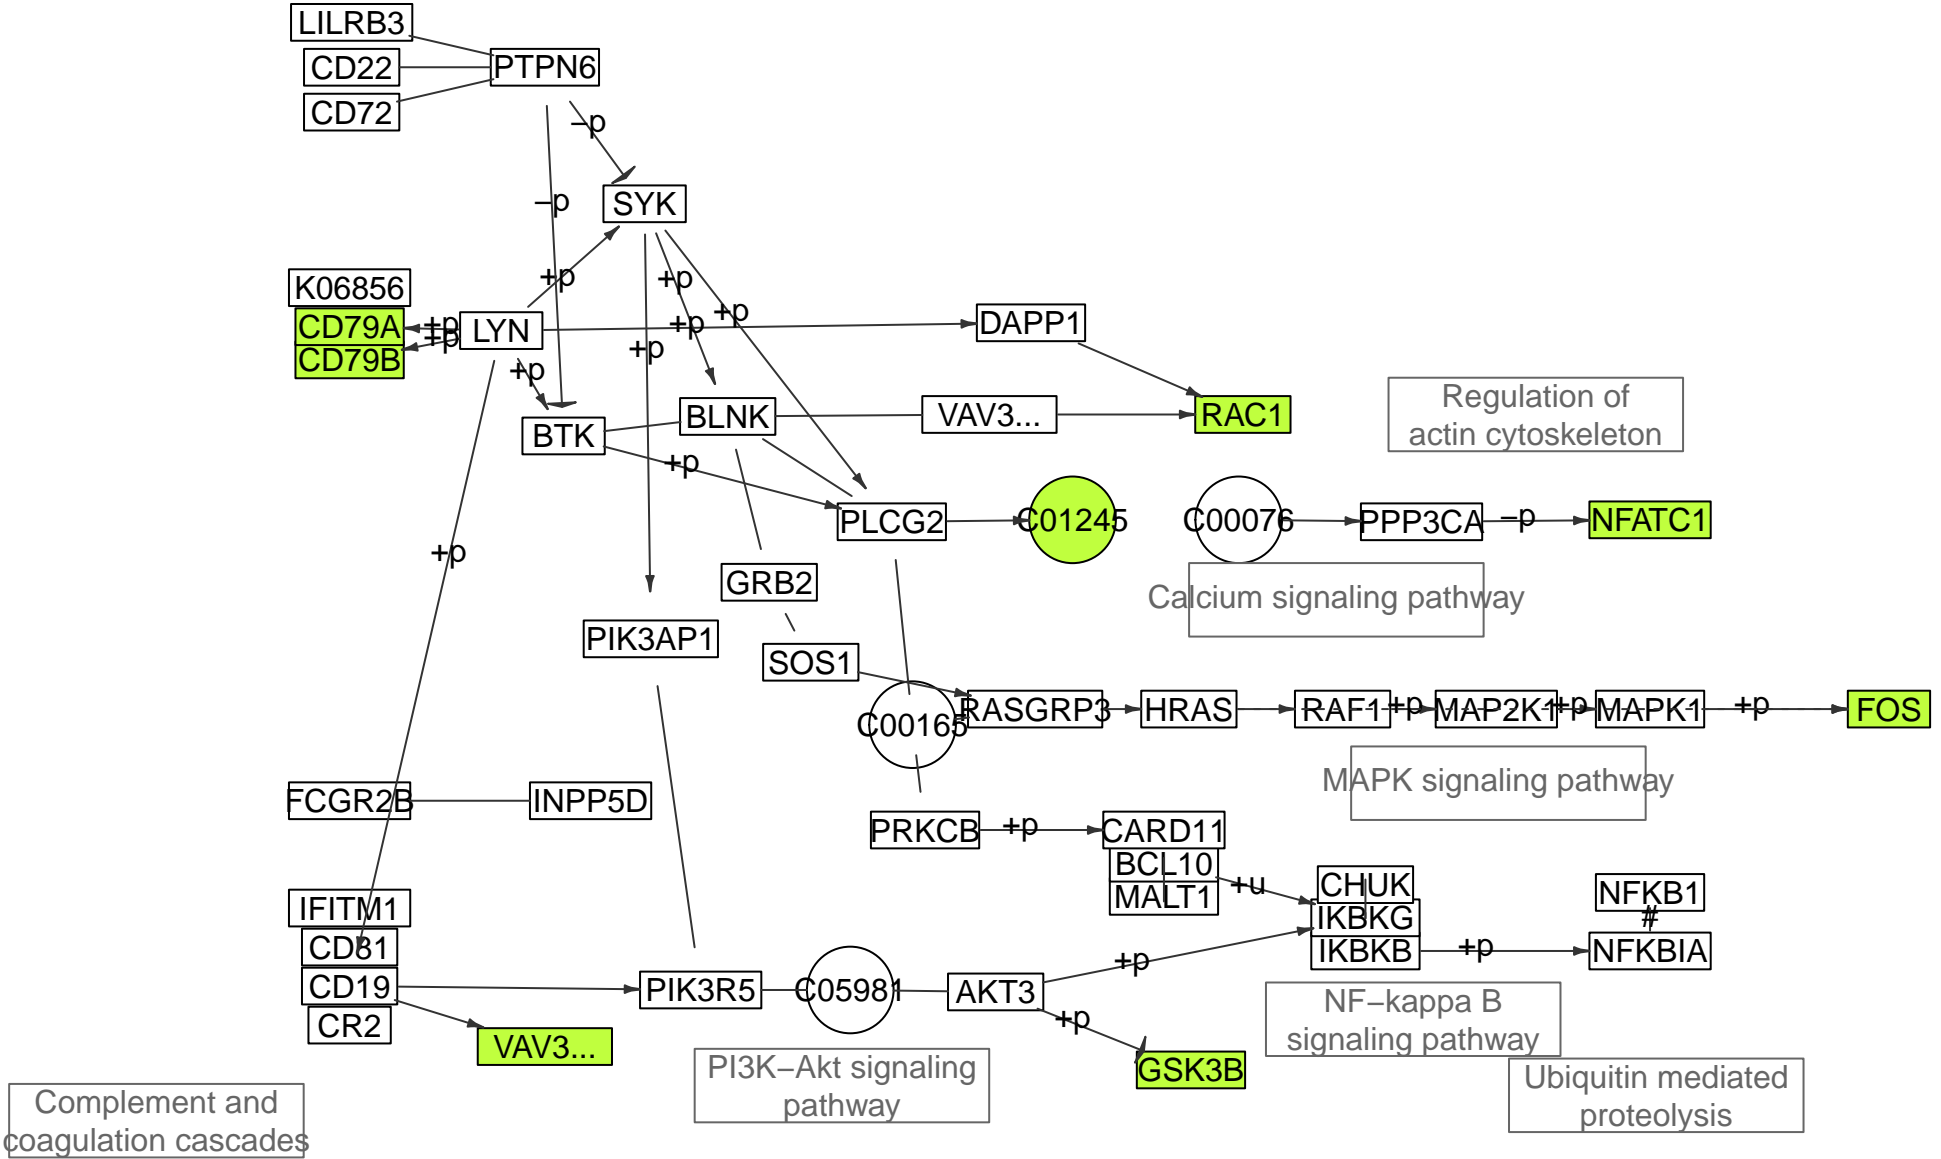 LILRB3
CD22
PTPN6
CD72
–p
–p
SYK
K06856
+p
+p
+p
CD79A
+p
LYN
+p
DAPP1
CD79B
+p
+p
+p
Regulation of
actin cytoskeleton
BTK
BLNK
VAV3...
RAC1
+p
PLCG2
C01245
C00076
PPP3CA
–p
NFATC1
+p
GRB2
Calcium signaling pathway
PIK3AP1
SOS1
C00165
RASGRP3
HRAS
RAF1
+p
MAP2K1
+p
MAPK1
+p
FOS
MAPK signaling pathway
FCGR2B
INPP5D
PRKCB
+p
CARD11
BCL10
MALT1
+u
CHUK
IKBKG
IKBKB
+p
NFKB1
#
NFKBIA
IFITM1
CD81
CD19
CR2
PIK3R5
C05981
AKT3
+p
+p
VAV3...
GSK3B
NF–kappa B
signaling pathway
PI3K–Akt signaling
pathway
Ubiquitin mediated
proteolysis
Complement and
coagulation cascades